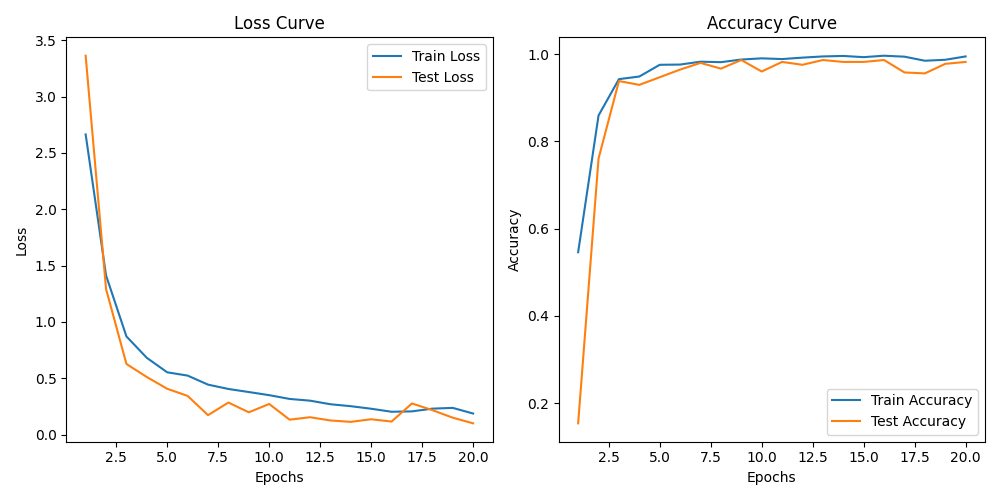 Loss Curve
3.5
3.0
2.5
2.0
1.5
1.0
0.5
0.0
Loss
Train Loss
Test Loss
2.5 5.0 7.5 10.0 12.5 15.0 17.5 20.0
Epochs
Accuracy Curve
1.0
0.8
0.6
0.4
0.2
Accuracy
Train Accuracy
Test Accuracy
2.5 5.0 7.5 10.0 12.5 15.0 17.5 20.0
Epochs